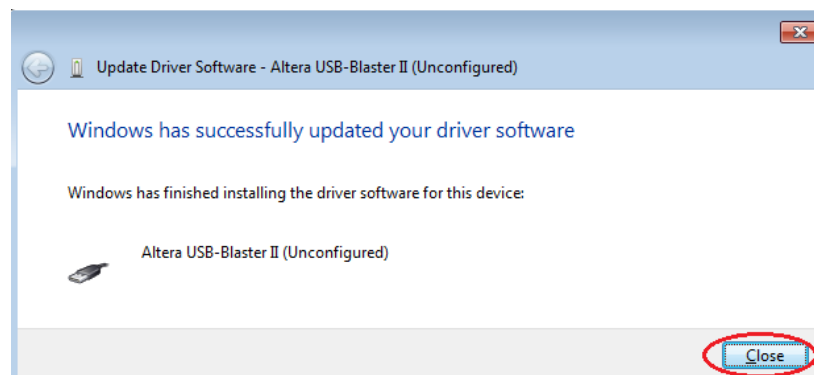 Update Driver Software - Altera USB-Blaster II (Unconfigured)
Windows has successfully updated your driver software
Windows has finished installing the driver software for this device:
Altera USB-Blaster II (Unconfigured)
Close